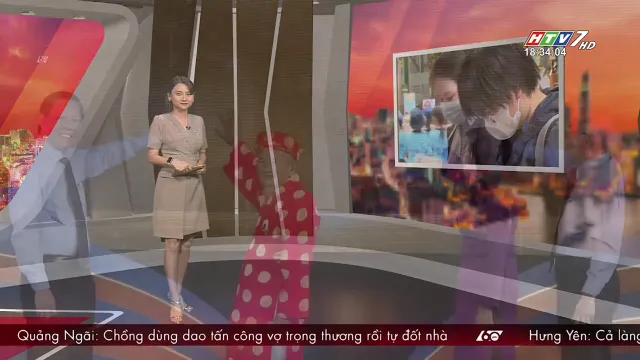 HTV7 HD
18:34:04
Quảng Ngãi: Chồng dùng dao tấn công vợ trọng thương rồi tự đốt nhà
60
Hưng Yên: Cả làng